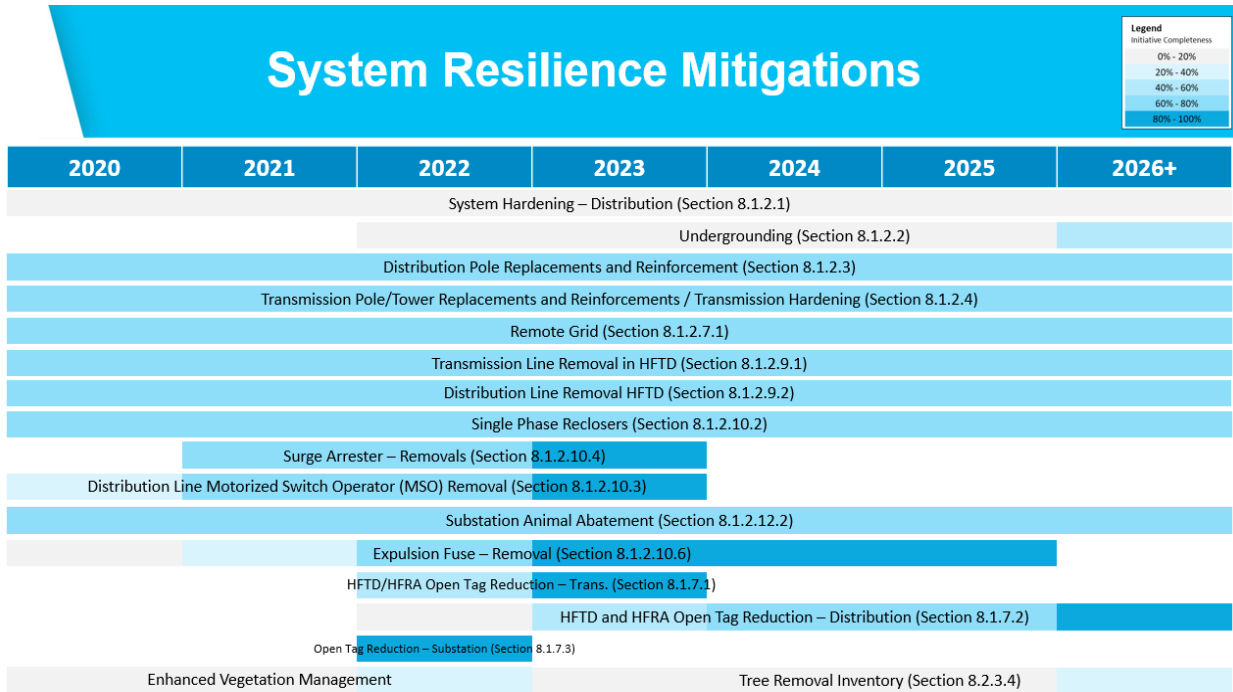 System Resilience Mitigations
Legend
Initiative Completeness
0% - 20%
20% - 40%
40% - 60%
60% - 80%
80% - 100%
2020 2021 2022 2023 2024 2025 2026+
System Hardening – Distribution (Section 8.1.2.1)
Undergrounding (Section 8.1.2.2)
Distribution Pole Replacements and Reinforcement (Section 8.1.2.3)
Transmission Pole/Tower Replacements and Reinforcements / Transmission Hardening (Section 8.1.2.4)
Remote Grid (Section 8.1.2.7.1)
Transmission Line Removal in HFTD (Section 8.1.2.9.1)
Distribution Line Removal HFTD (Section 8.1.2.9.2)
Single Phase Reclosers (Section 8.1.2.10.2)
Surge Arrester – Removals (Section 8.1.2.10.4)
Distribution Line Motorized Switch Operator (MSO) Removal (Section 8.1.2.10.3)
Substation Animal Abatement (Section 8.1.2.12.2)
Expulsion Fuse – Removal (Section 8.1.2.10.6)
HFTD/HFRA Open Tag Reduction – Trans. (Section 8.1.7.1)
HFTD and HFRA Open Tag Reduction – Distribution (Section 8.1.7.2)
Open Tag Reduction – Substation (Section 8.1.7.3)
Enhanced Vegetation Management Tree Removal Inventory (Section 8.2.3.4)